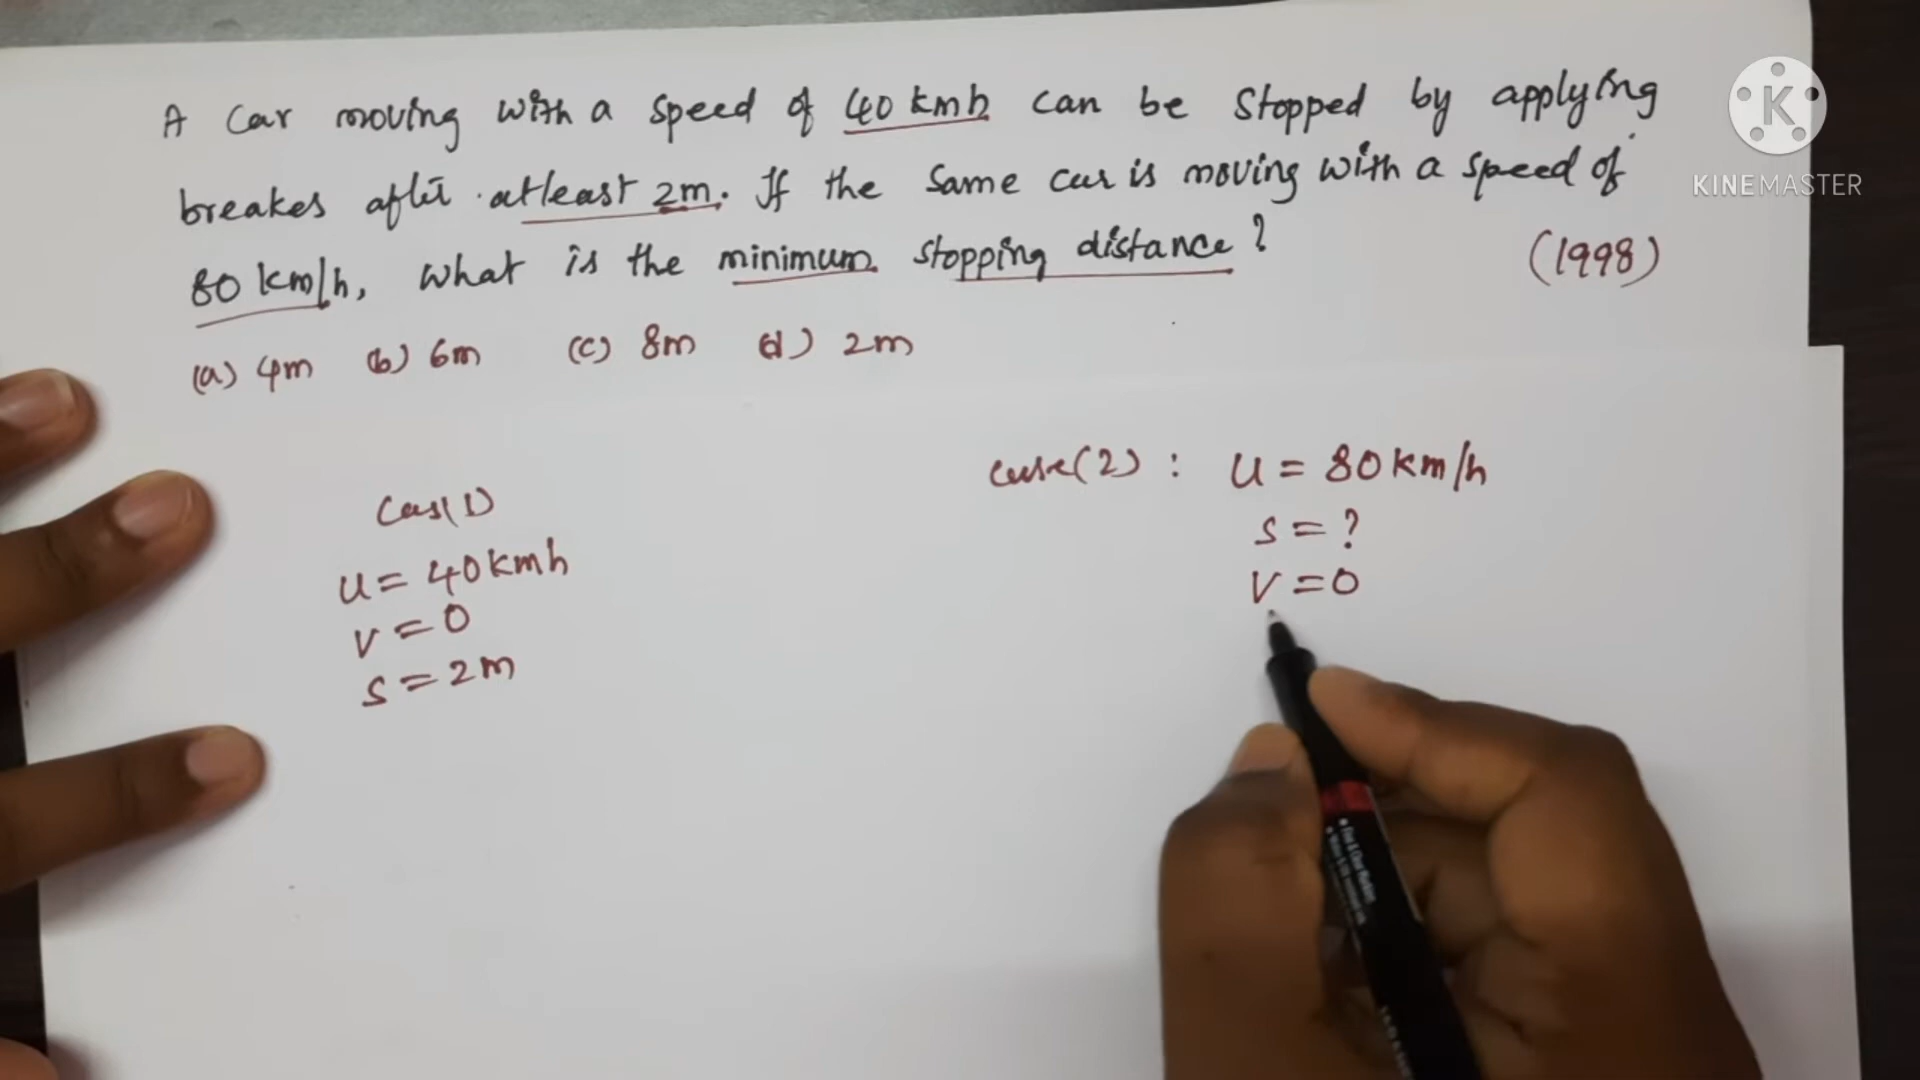 A car moving with a speed of 40 kmh can be stopped by applying
breakes after atleast 2m. If the same car is moving with a speed of
80 km/h, what is the minimum stopping distance?
(1998)
(a) 4m (b) 6m (c) 8m (d) 2m
K
KINEMASTER
Cas(1)
u = 40 kmh
v = 0
s = 2m
case(2) : u = 80 km/h
s = ?
v = 0